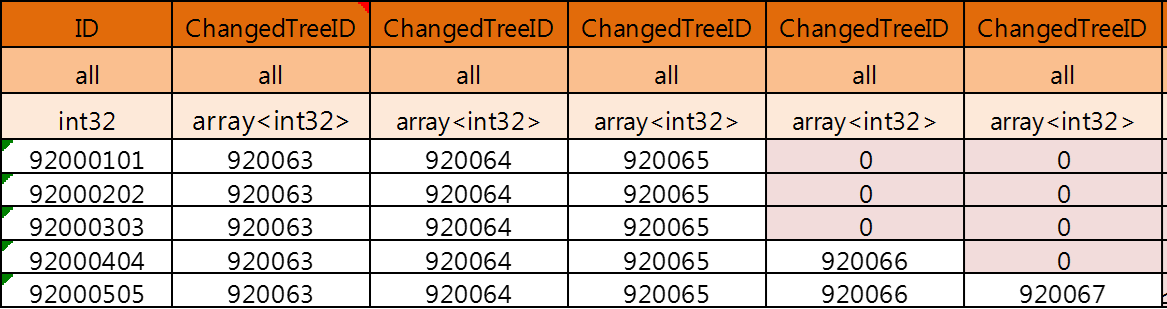 ID ChangedTreeID ChangedTreeID ChangedTreeID ChangedTreeID ChangedTreeID
all all all all all all
int32 array<int32> array<int32> array<int32> array<int32> array<int32>
92000101 920063 920064 920065 0 0
92000202 920063 920064 920065 0 0
92000303 920063 920064 920065 0 0
92000404 920063 920064 920065 920066 0
92000505 920063 920064 920065 920066 920067